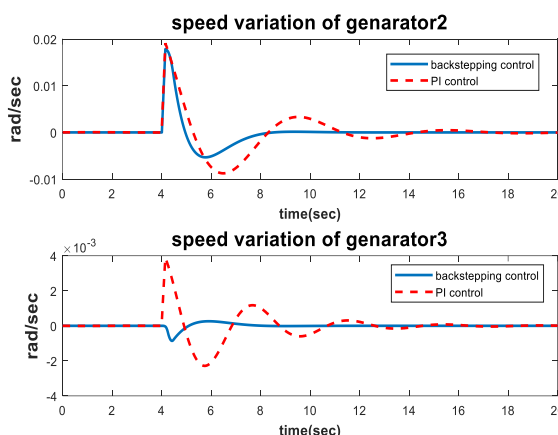 speed variation of genarator2
0.02
0.01
0
-0.01
rad/sec
backstepping control
PI control
0 2 4 6 8 10 12 14 16 18 20
time(sec)
speed variation of genarator3
×10⁻³
4
2
0
-2
-4
rad/sec
backstepping control
PI control
0 2 4 6 8 10 12 14 16 18 20
time(sec)